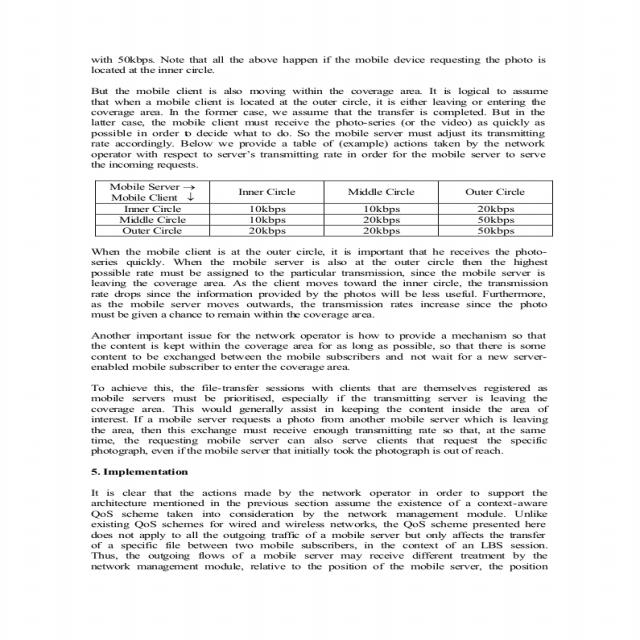 with 50kbps. Note that all the above happen if the mobile device requesting the photo is
located at the inner circle.
But the mobile client is also moving within the coverage area. It is logical to assume
that when a mobile client is located at the outer circle, it is either leaving or entering the
coverage area. In the former case, we assume that the transfer is completed. But in the
latter case, the mobile client must receive the photo-series (or the video) as quickly as
possible in order to decide what to do. So the mobile server must adjust its transmitting
rate accordingly. Below we provide a table of (example) actions taken by the network
operator with respect to server's transmitting rate in order for the mobile server to serve
the incoming requests.
Mobile Server → Inner Circle Middle Circle Outer Circle
Mobile Client ↓
Inner Circle 10kbps 10kbps 20kbps
Middle Circle 10kbps 20kbps 50kbps
Outer Circle 20kbps 20kbps 50kbps
When the mobile client is at the outer circle, it is important that he receives the photo-
series quickly. When the mobile server is also at the outer circle then the highest
possible rate must be assigned to the particular transmission, since the mobile server is
leaving the coverage area. As the client moves toward the inner circle, the transmission
rate drops since the information provided by the photos will be less useful. Furthermore,
as the mobile server moves outwards, the transmission rates increase since the photo
must be given a chance to remain within the coverage area.
Another important issue for the network operator is how to provide a mechanism so that
the content is kept within the coverage area for as long as possible, so that there is some
content to be exchanged between the mobile subscribers and not wait for a new server-
enabled mobile subscriber to enter the coverage area.
To achieve this, the file-transfer sessions with clients that are themselves registered as
mobile servers must be prioritised, especially if the transmitting server is leaving the
coverage area. This would generally assist in keeping the content inside the area of
interest. If a mobile server requests a photo from another mobile server which is leaving
the area, then this exchange must receive enough transmitting rate so that, at the same
time, the requesting mobile server can also serve clients that request the specific
photograph, even if the mobile server that initially took the photograph is out of reach.
5. Implementation
It is clear that the actions made by the network operator in order to support the
architecture mentioned in the previous section assume the existence of a context-aware
QoS scheme taken into consideration by the network management module. Unlike
existing QoS schemes for wired and wireless networks, the QoS scheme presented here
does not apply to all the outgoing traffic of a mobile server but only affects the transfer
of a specific file between two mobile subscribers, in the context of an LBS session.
Thus, the outgoing flows of a mobile server may receive different treatment by the
network management module, relative to the position of the mobile server, the position